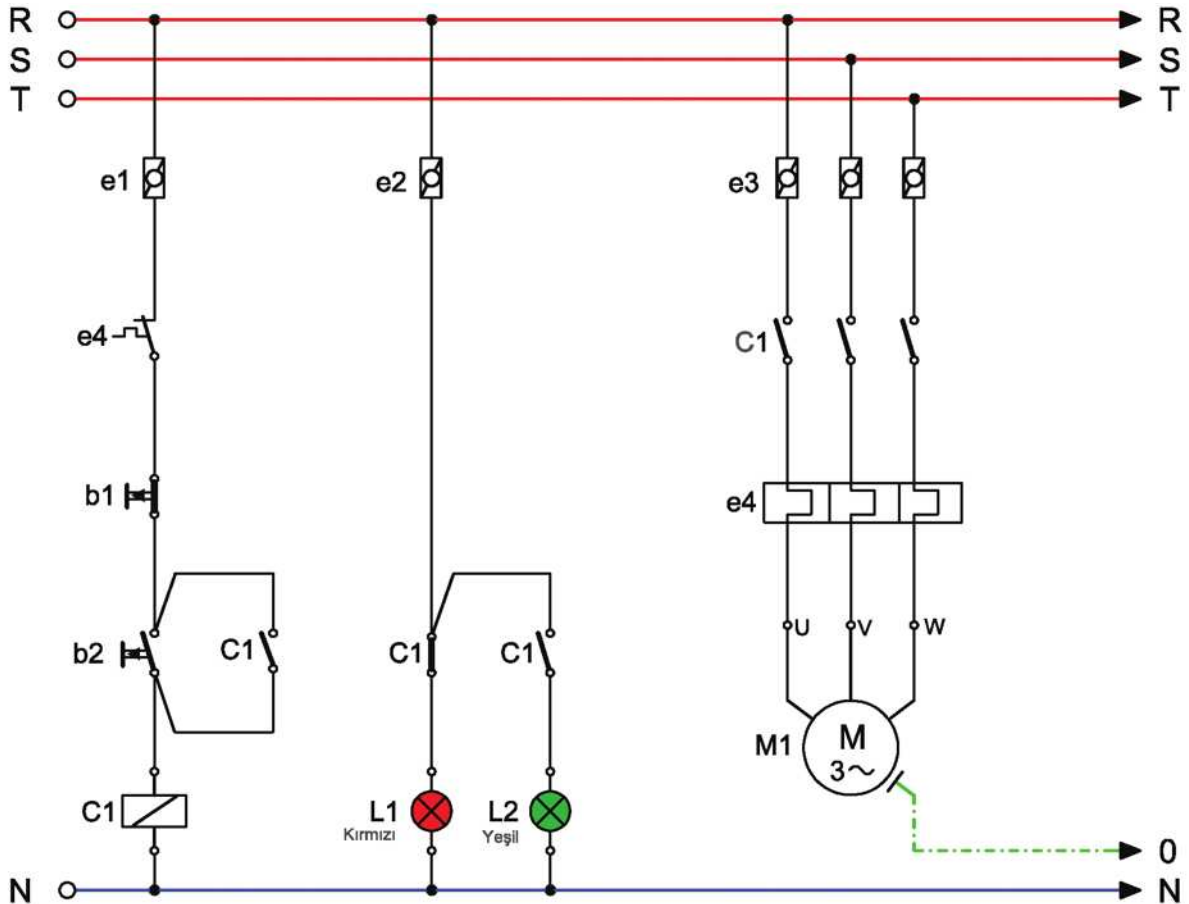 R R
S S
T T
e1 e2 e3
e4 C1
b1 e4
U V W
b2 C1 C1 C1
M1 M
3~
C1 L1 L2
Kırmızı Yeşil
0
N N